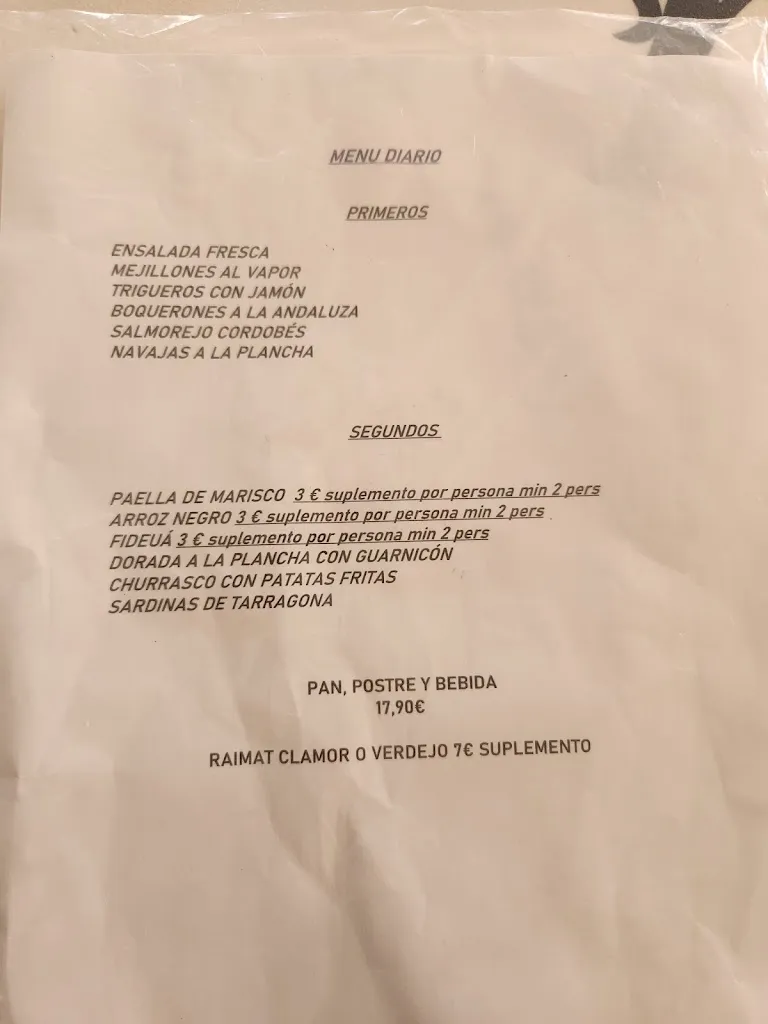 MENU DIARIO
PRIMEROS
ENSALADA FRESCA
MEJILLONES AL VAPOR
TRIGUEROS CON JAMÓN
BOQUERONES A LA ANDALUZA
SALMOREJO CORDOBÉS
NAVAJAS A LA PLANCHA
SEGUNDOS
PAELLA DE MARISCO 3 € suplemento por persona min 2 pers
ARROZ NEGRO 3 € suplemento por persona min 2 pers
FIDEUÁ 3 € suplemento por persona min 2 pers
DORADA A LA PLANCHA CON GUARNICÓN
CHURRASCO CON PATATAS FRITAS
SARDINAS DE TARRAGONA
PAN, POSTRE Y BEBIDA
17,90€
RAIMAT CLAMOR O VERDEJO 7€ SUPLEMENTO